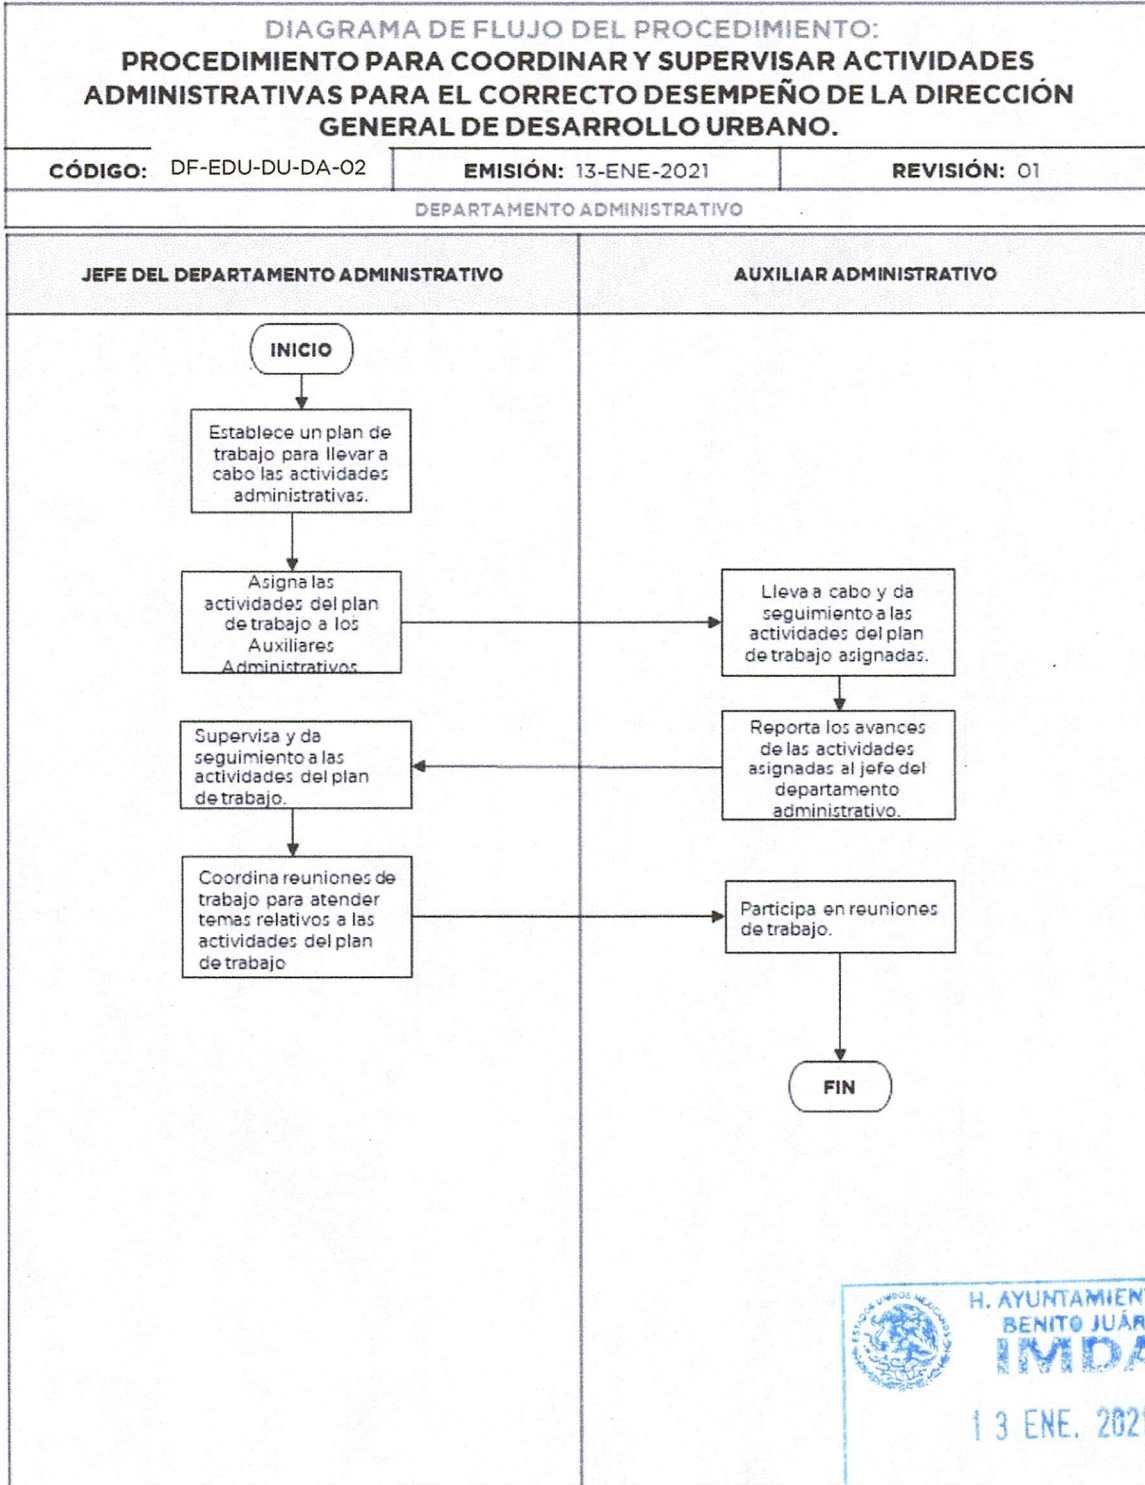 DIAGRAMA DE FLUJO DEL PROCEDIMIENTO:
PROCEDIMIENTO PARA COORDINAR Y SUPERVISAR ACTIVIDADES
ADMINISTRATIVAS PARA EL CORRECTO DESEMPEÑO DE LA DIRECCIÓN
GENERAL DE DESARROLLO URBANO.
CÓDIGO: DF-EDU-DU-DA-02 EMISIÓN: 13-ENE-2021 REVISIÓN: 01
DEPARTAMENTO ADMINISTRATIVO
JEFE DEL DEPARTAMENTO ADMINISTRATIVO AUXILIAR ADMINISTRATIVO
INICIO
Establece un plan de
trabajo para llevar a
cabo las actividades
administrativas.
Asigna las
actividades del plan
de trabajo a los
Auxiliares
Administrativos
Lleva a cabo y da
seguimiento a las
actividades del plan
de trabajo asignadas.
Reporta los avances
de las actividades
asignadas al jefe del
departamento
administrativo.
Supervisa y da
seguimiento a las
actividades del plan
de trabajo.
Coordina reuniones de
trabajo para atender
temas relativos a las
actividades del plan
de trabajo
Participa en reuniones
de trabajo.
FIN
ESTADOS UNIDOS MEXICANOS
H. AYUNTAMIENT
BENITO JUÁR
IMDA
13 ENE. 2021